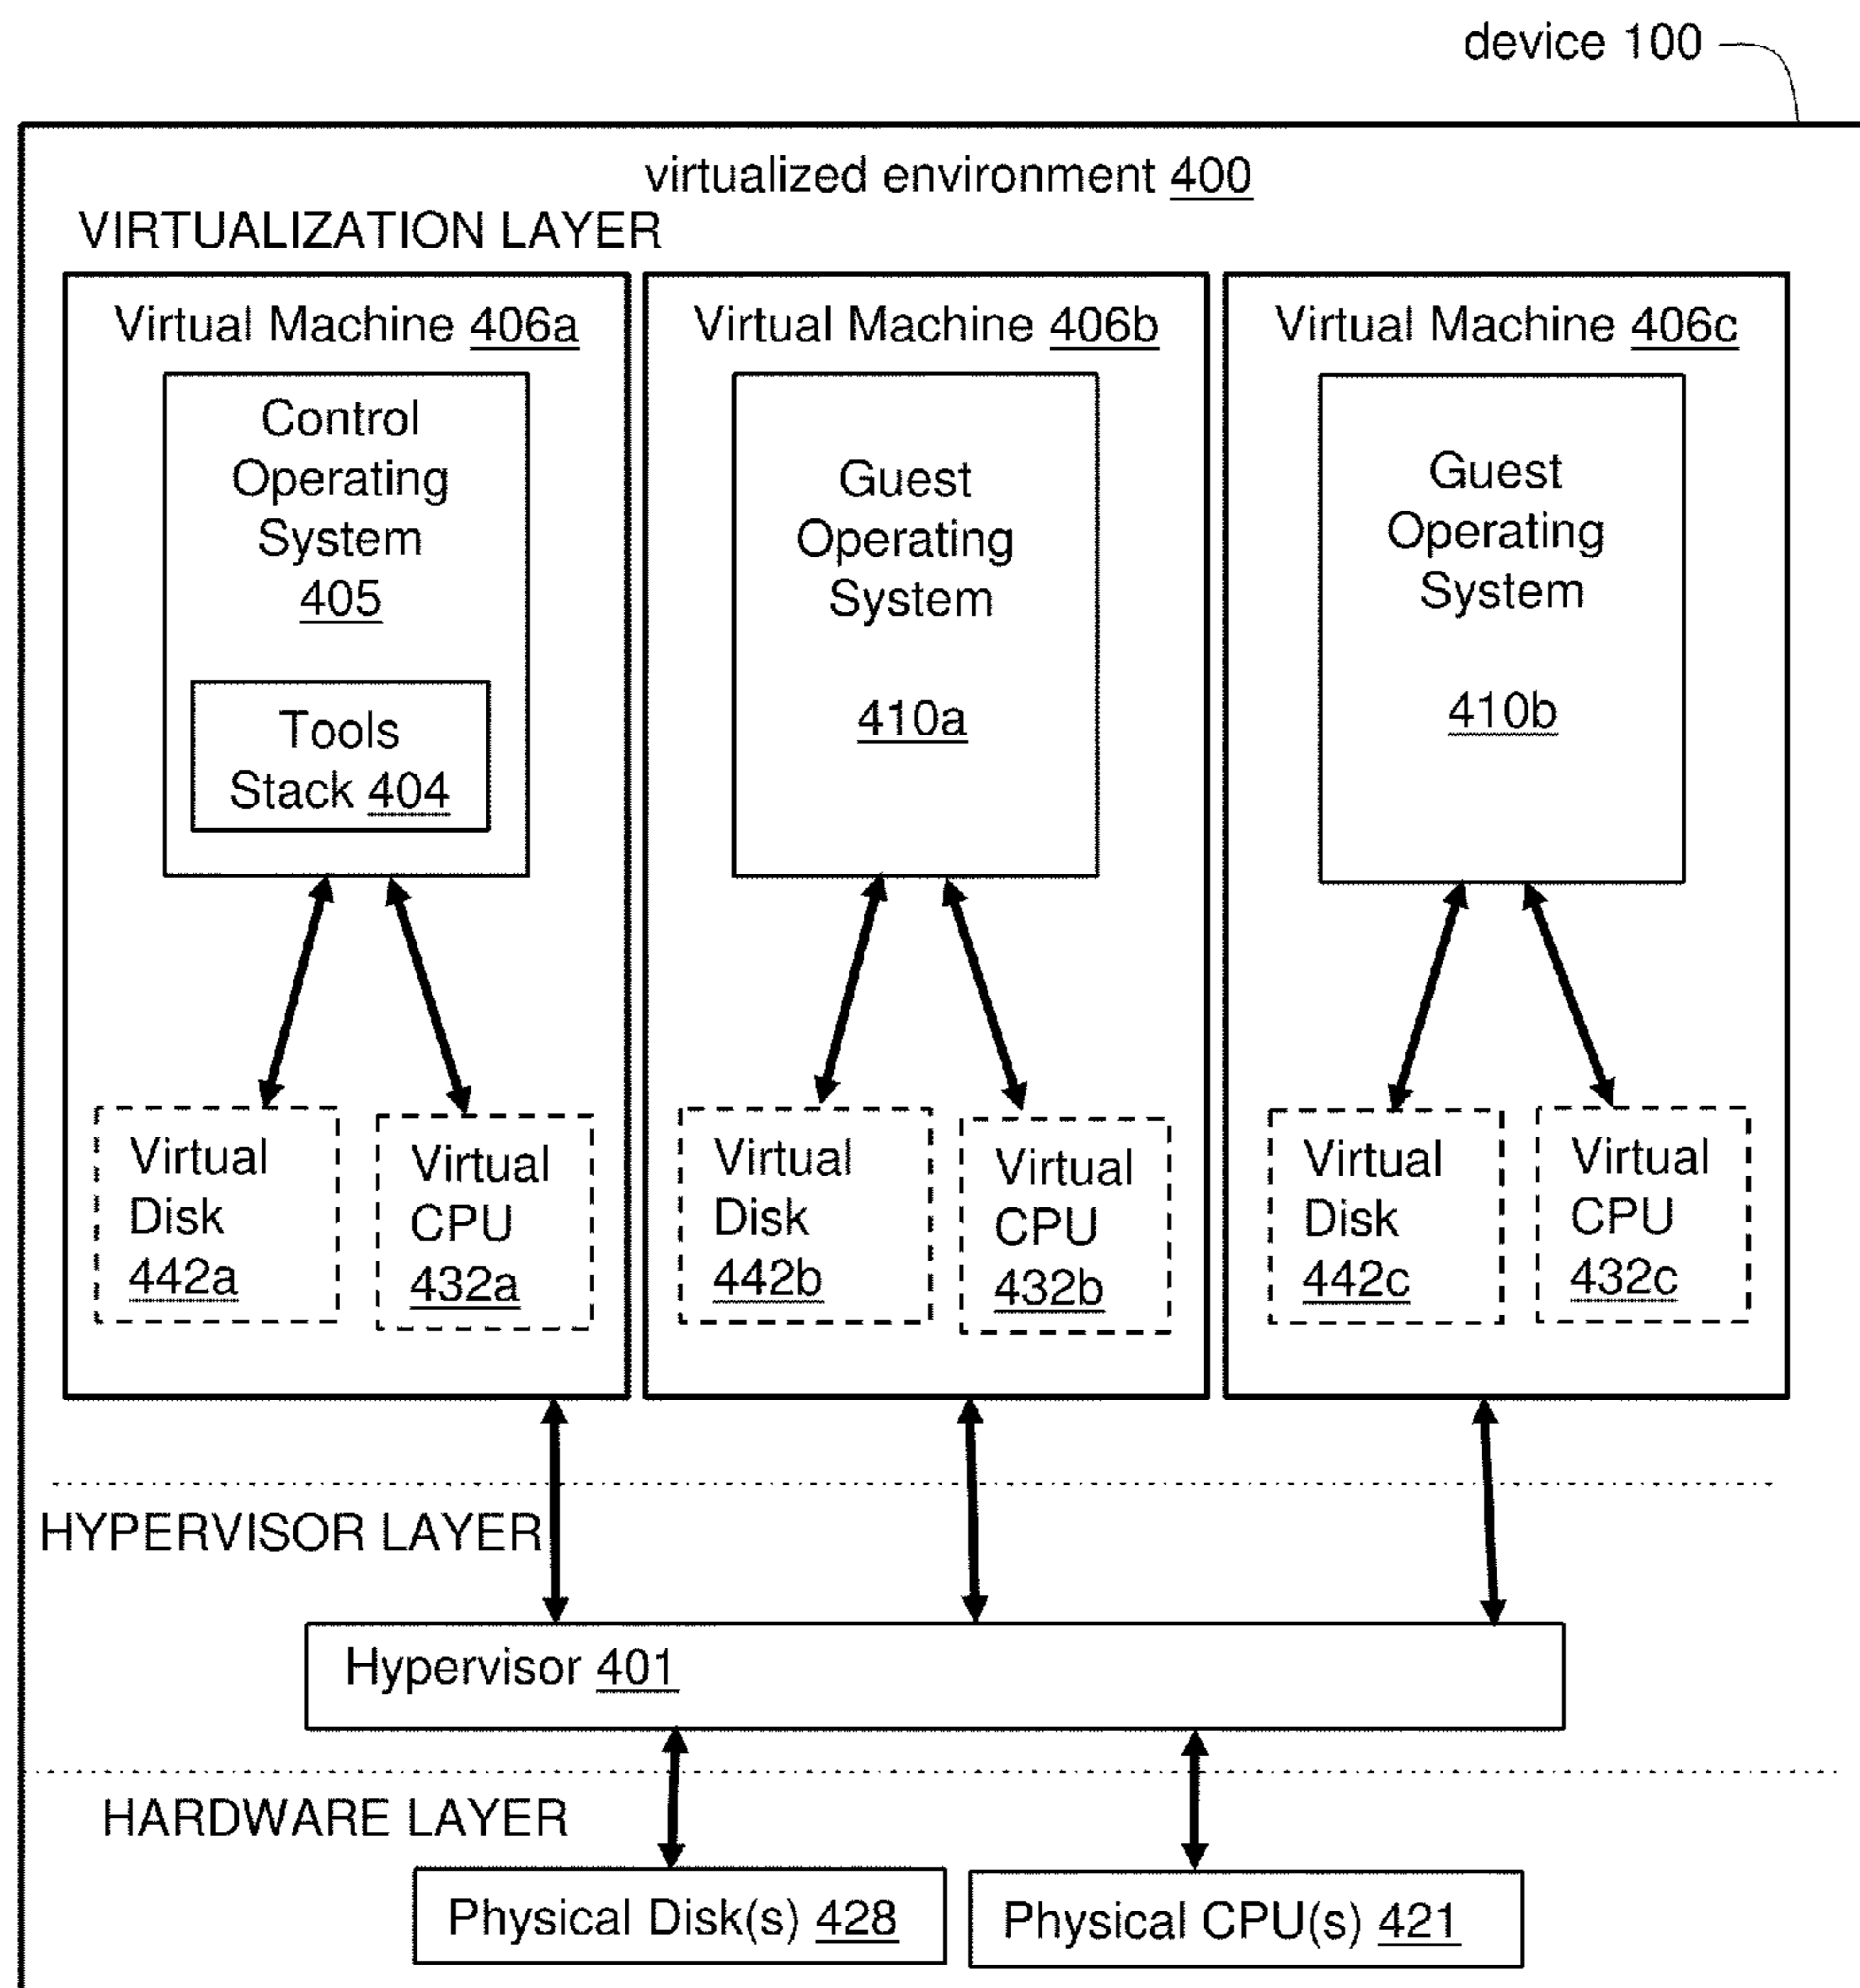 device 100
virtualized environment 400
VIRTUALIZATION LAYER
Virtual Machine 406a
Control
Operating
System
405
Tools
Stack 404
Virtual
Disk
442a
Virtual
CPU
432a
Virtual Machine 406b
Guest
Operating
System
410a
Virtual
Disk
442b
Virtual
CPU
432b
Virtual Machine 406c
Guest
Operating
System
410b
Virtual
Disk
442c
Virtual
CPU
432c
HYPERVISOR LAYER
Hypervisor 401
HARDWARE LAYER
Physical Disk(s) 428
Physical CPU(s) 421